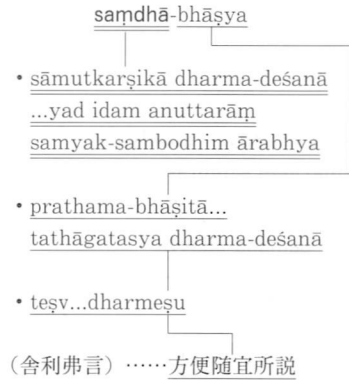 saṃdhā-bhāṣya
• sāmutkarṣikā dharma-deśanā
...yad idam anuttarāṃ
samyak-sambodhim ārabhya
• prathama-bhāṣitā...
tathāgatasya dharma-deśanā
• teṣv...dharmeṣu
(舎利弗言) ……方便随宜所説